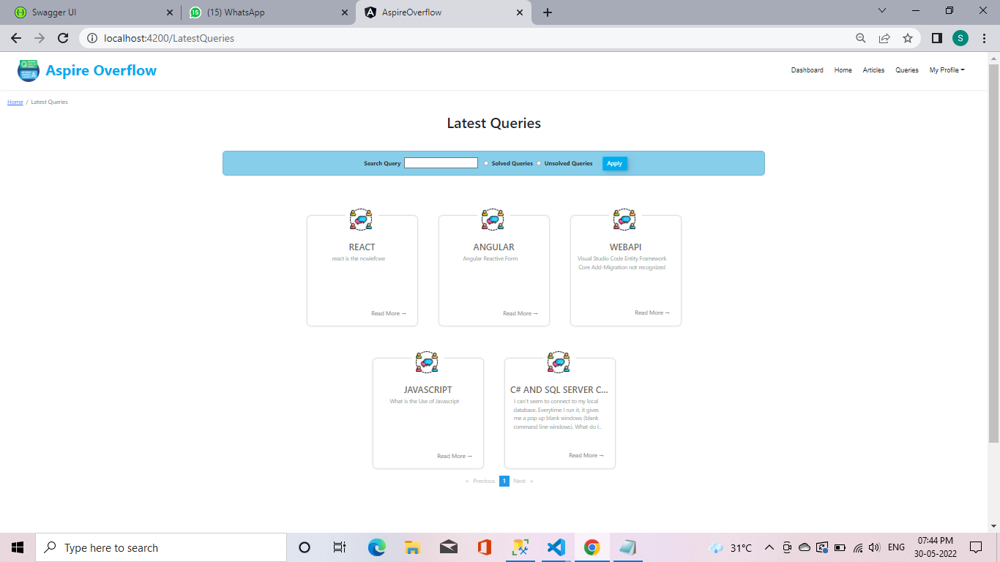 Swagger UI
15
(15) WhatsApp
AspireOverflow
localhost:4200/LatestQueries
S
Q
A
Aspire Overflow
Dashboard Home Articles Queries My Profile
Home / Latest Queries
Latest Queries
Search Query Solved Queries Unsolved Queries Apply
REACT
react is the ncwiefcwe
Read More →
ANGULAR
Angular Reactive Form
Read More →
WEBAPI
Visual Studio Code Entity Framework
Core Add-Migration not recognized
Read More →
JAVASCRIPT
What is the Use of Javascript
Read More →
C# AND SQL SERVER C...
I can't seem to connect to my local
database. Everytime I run it, it gives
me a pop up blank windows (blank
command line windows). What do I..
Read More →
« Previous 1 Next »
Type here to search
31°C
ENG
07:44 PM
30-05-2022